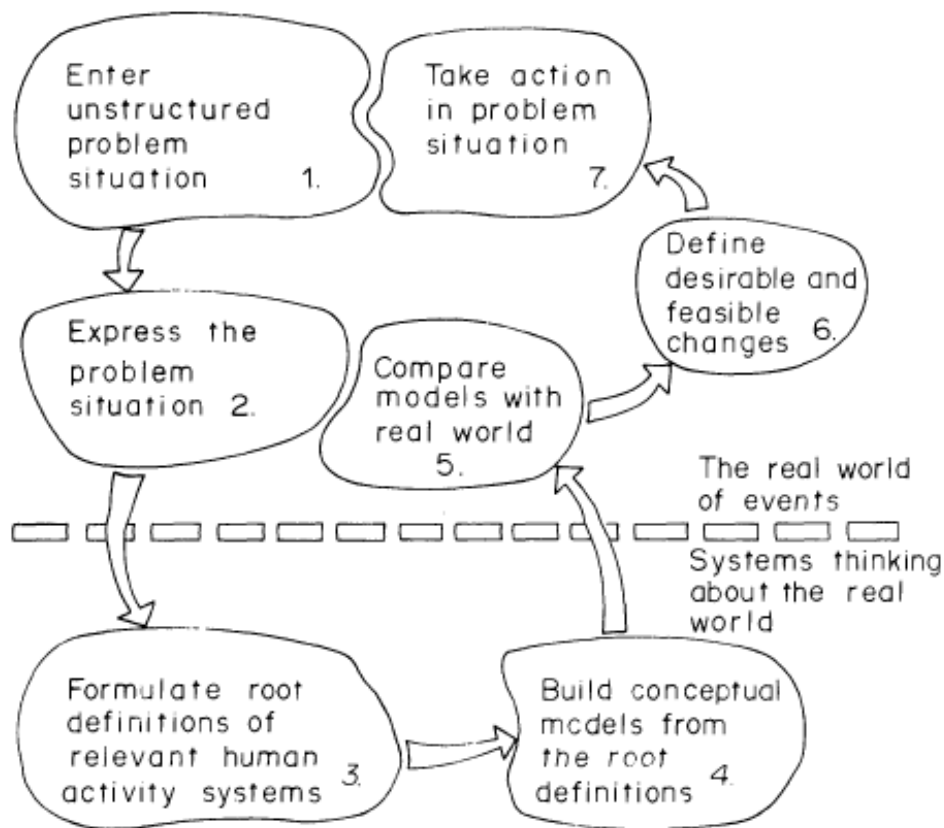 Enter
unstructured
problem
situation 1.
Take action
in problem
situation
7.
Express the
problem
situation 2.
Compare
models with
real world
5.
Define
desirable and
feasible
changes 6.
The real world
of events
Systems thinking
about the real
world
Formulate root
definitions of
relevant human
activity systems 3.
Build conceptual
models from
the root
definitions 4.